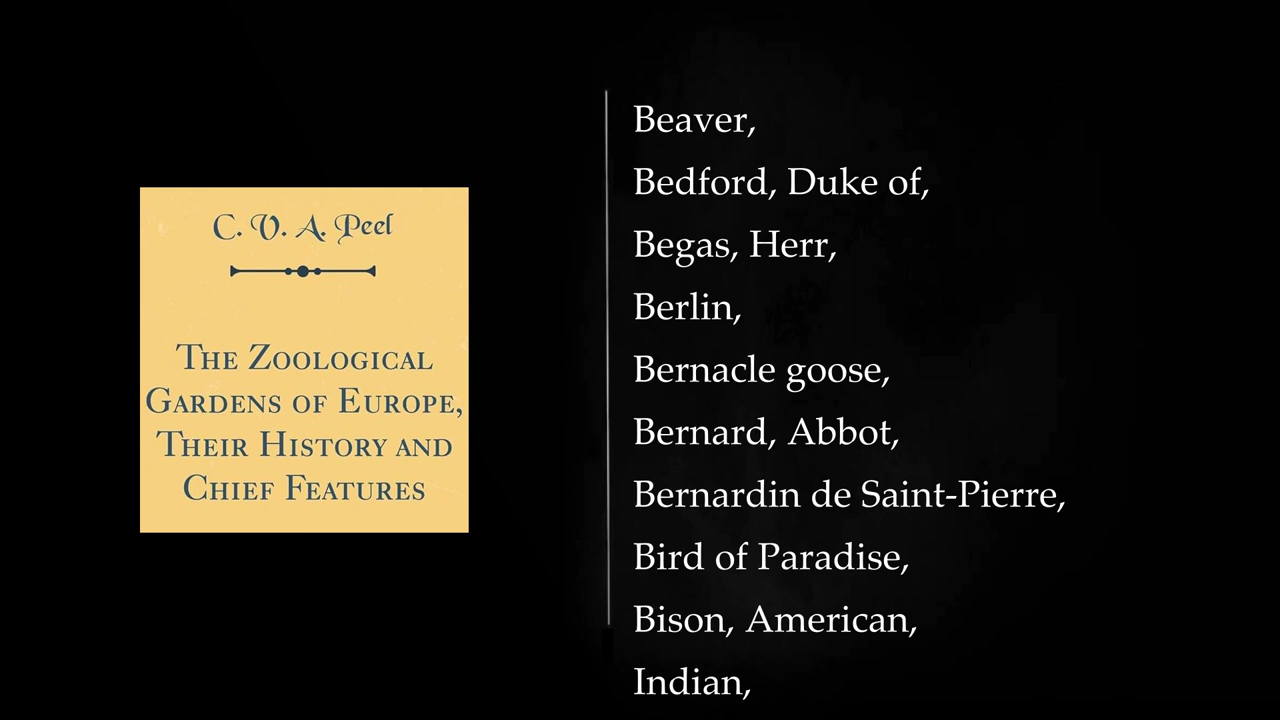 C. V. A. Peel
The Zoological
Gardens of Europe,
Their History and
Chief Features
Beaver,
Bedford, Duke of,
Begas, Herr,
Berlin,
Bernacle goose,
Bernard, Abbot,
Bernardin de Saint-Pierre,
Bird of Paradise,
Bison, American,
Indian,